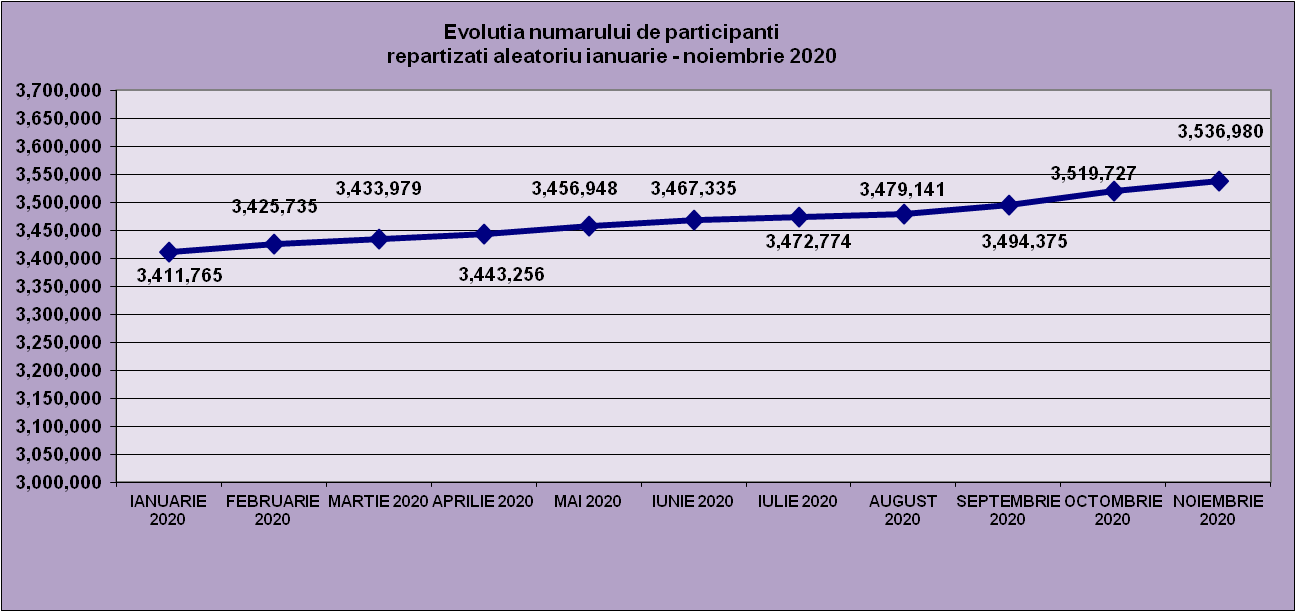 Evolutia numarului de participanti
repartizati aleatoriu ianuarie - noiembrie 2020
3,700,000
3,650,000
3,600,000
3,550,000
3,500,000
3,450,000
3,400,000
3,350,000
3,300,000
3,250,000
3,200,000
3,150,000
3,100,000
3,050,000
3,000,000
3,411,765
3,425,735
3,433,979
3,443,256
3,456,948
3,467,335
3,472,774
3,479,141
3,494,375
3,519,727
3,536,980
IANUARIE
2020
FEBRUARIE
2020
MARTIE 2020
APRILIE 2020
MAI 2020
IUNIE 2020
IULIE 2020
AUGUST
2020
SEPTEMBRIE
2020
OCTOMBRIE
2020
NOIEMBRIE
2020